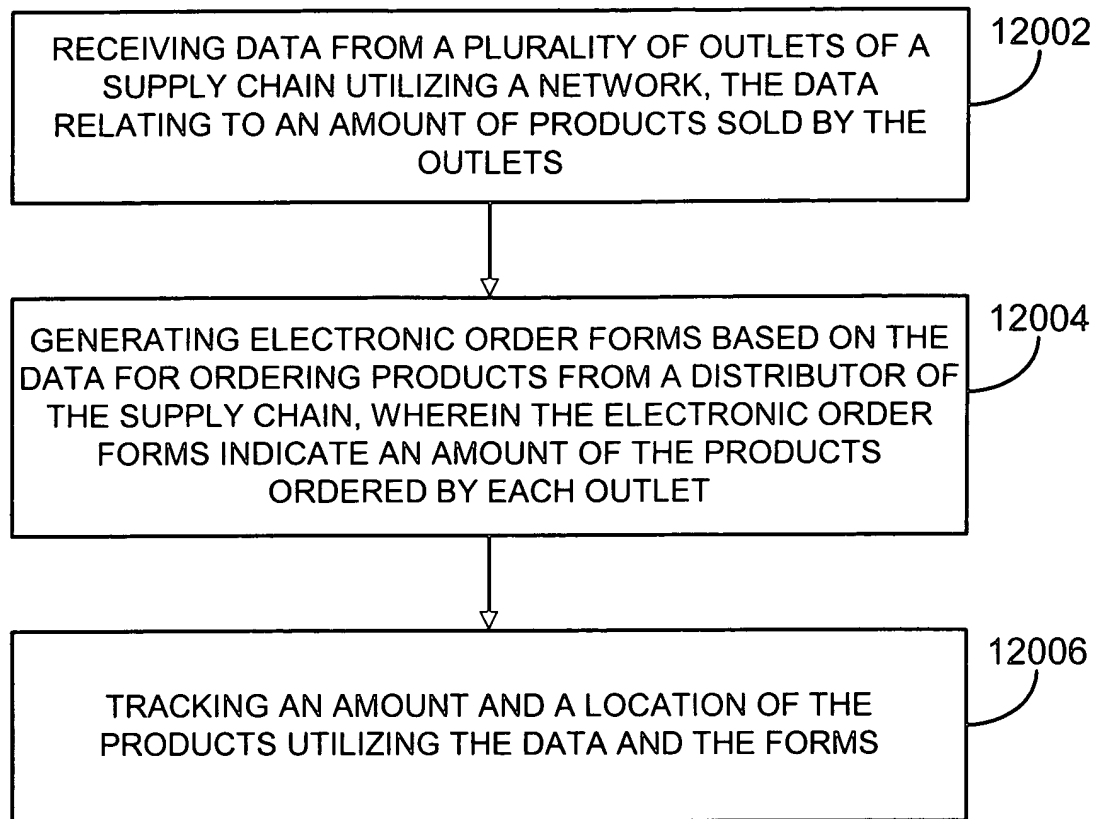 RECEIVING DATA FROM A PLURALITY OF OUTLETS OF A
SUPPLY CHAIN UTILIZING A NETWORK, THE DATA
RELATING TO AN AMOUNT OF PRODUCTS SOLD BY THE
OUTLETS
12002
GENERATING ELECTRONIC ORDER FORMS BASED ON THE
DATA FOR ORDERING PRODUCTS FROM A DISTRIBUTOR OF
THE SUPPLY CHAIN, WHEREIN THE ELECTRONIC ORDER
FORMS INDICATE AN AMOUNT OF THE PRODUCTS
ORDERED BY EACH OUTLET
12004
TRACKING AN AMOUNT AND A LOCATION OF THE
PRODUCTS UTILIZING THE DATA AND THE FORMS
12006